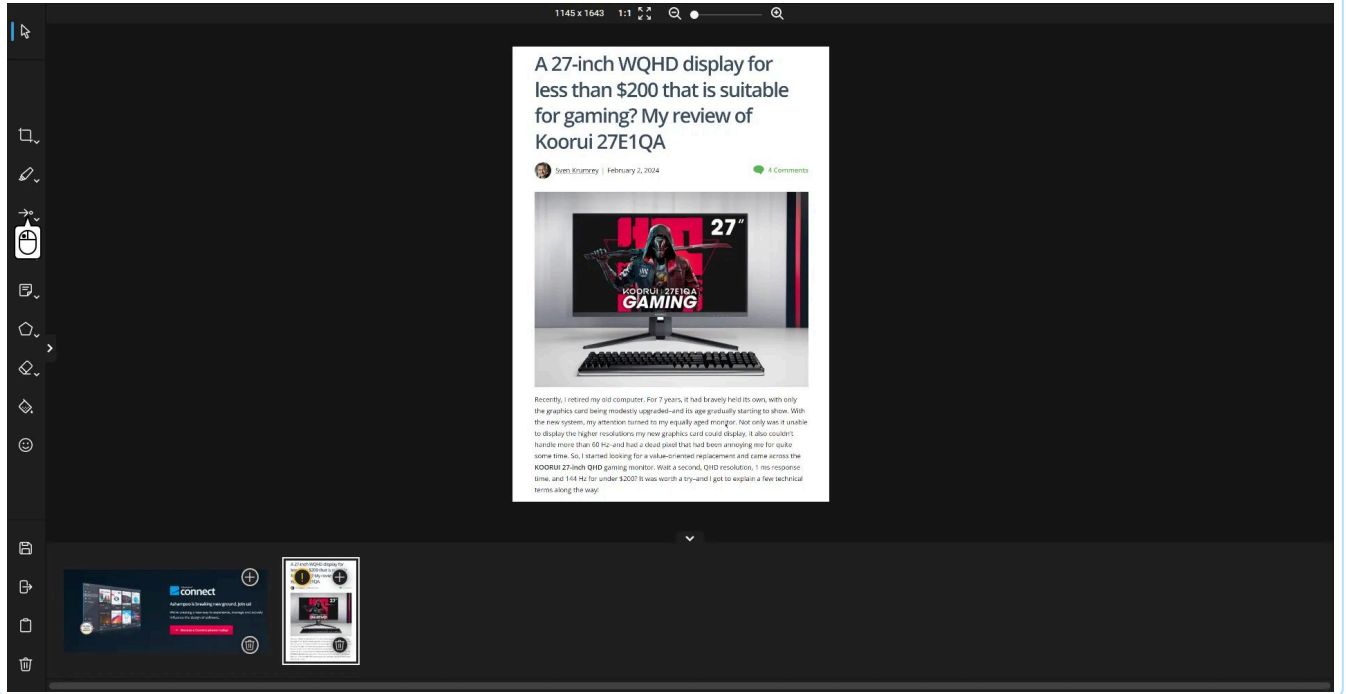 1145 x 1643 1:1
A 27-inch WQHD display for
less than $200 that is suitable
for gaming? My review of
Koorui 27E1QA
Sven Krumrey | February 2, 2024
4 Comments
27"
KOORUI 27E1QA
GAMING
Recently, I retired my old computer. For 7 years, it had bravely held its own, with only
the graphics card being modestly upgraded–and its age gradually starting to show. With
the new system, my attention turned to my equally aged monitor. Not only was it unable
to display the higher resolutions my new graphics card could display, it also couldn't
handle more than 60 Hz–and had a dead pixel that had been annoying me for quite
some time. So, I started looking for a value-oriented replacement and came across the
KOORUI 27-inch QHD gaming monitor. Wait a second, QHD resolution, 1 ms response
time, and 144 Hz for under $200? It was worth a try–and I got to explain a few technical
terms along the way!
connect
Ashampoo is breaking new ground. Join us!
A 27-inch WQHD display for
27"
GAMING